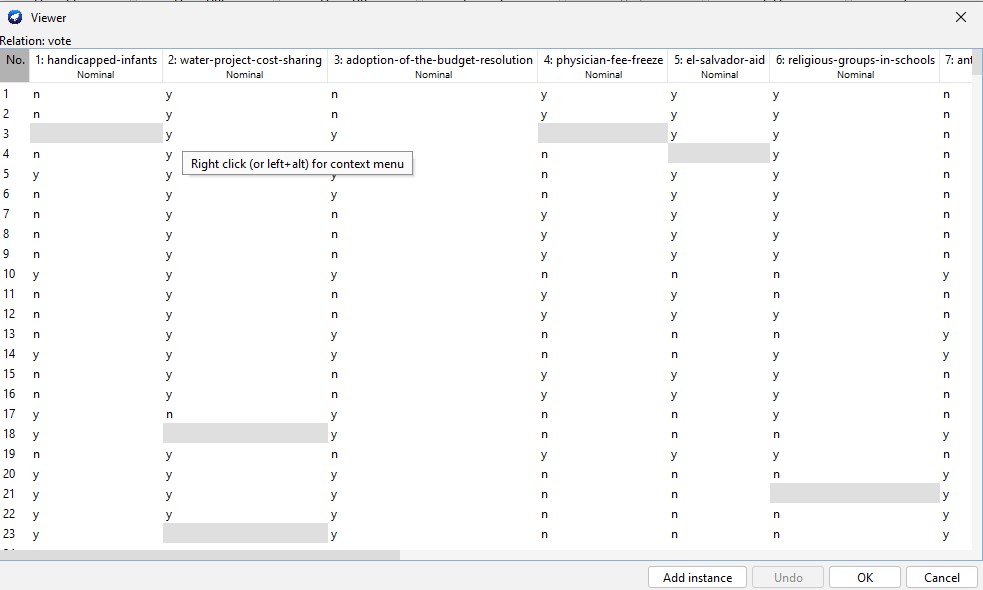 Viewer
Relation: vote
No. 1: handicapped-infants 2: water-project-cost-sharing 3: adoption-of-the-budget-resolution 4: physician-fee-freeze 5: el-salvador-aid 6: religious-groups-in-schools 7: ant
Nominal Nominal Nominal Nominal Nominal Nominal
1 n y n y y y n
2 n y n y y y n
3 y y y y n
4 n y n y n
Right click (or left+alt) for context menu
5 y y y n y y n
6 n y y n y y n
7 n y n y y y n
8 n y n y y y n
9 n y n y y y n
10 y y y n n n y
11 n y n y y n n
12 n y n y y y n
13 n y y n n n y
14 y y y n n y y
15 n y n y y y n
16 n y n y y y n
17 y n y n n y n
18 y y n n n y
19 n y n y y y n
20 y y y n n n y
21 y y y n n y
22 y y y n n n y
23 y y n n n y
Add instance Undo OK Cancel